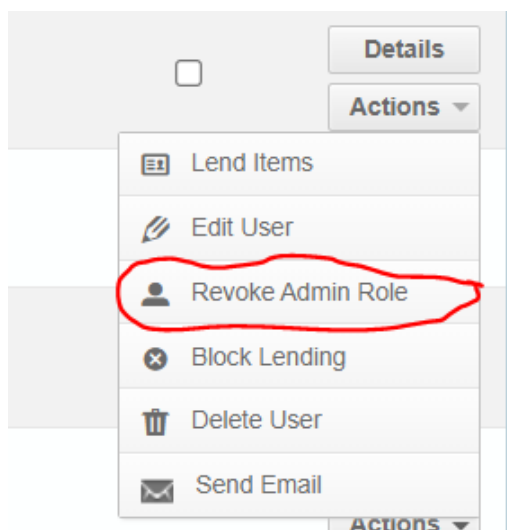 Details
Actions
Lend Items
Edit User
Revoke Admin Role
Block Lending
Delete User
Send Email
Actions